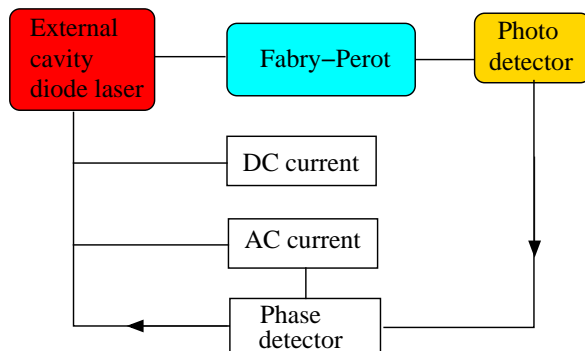 External
cavity
diode laser
Fabry−Perot
Photo
detector
DC current
AC current
Phase
detector